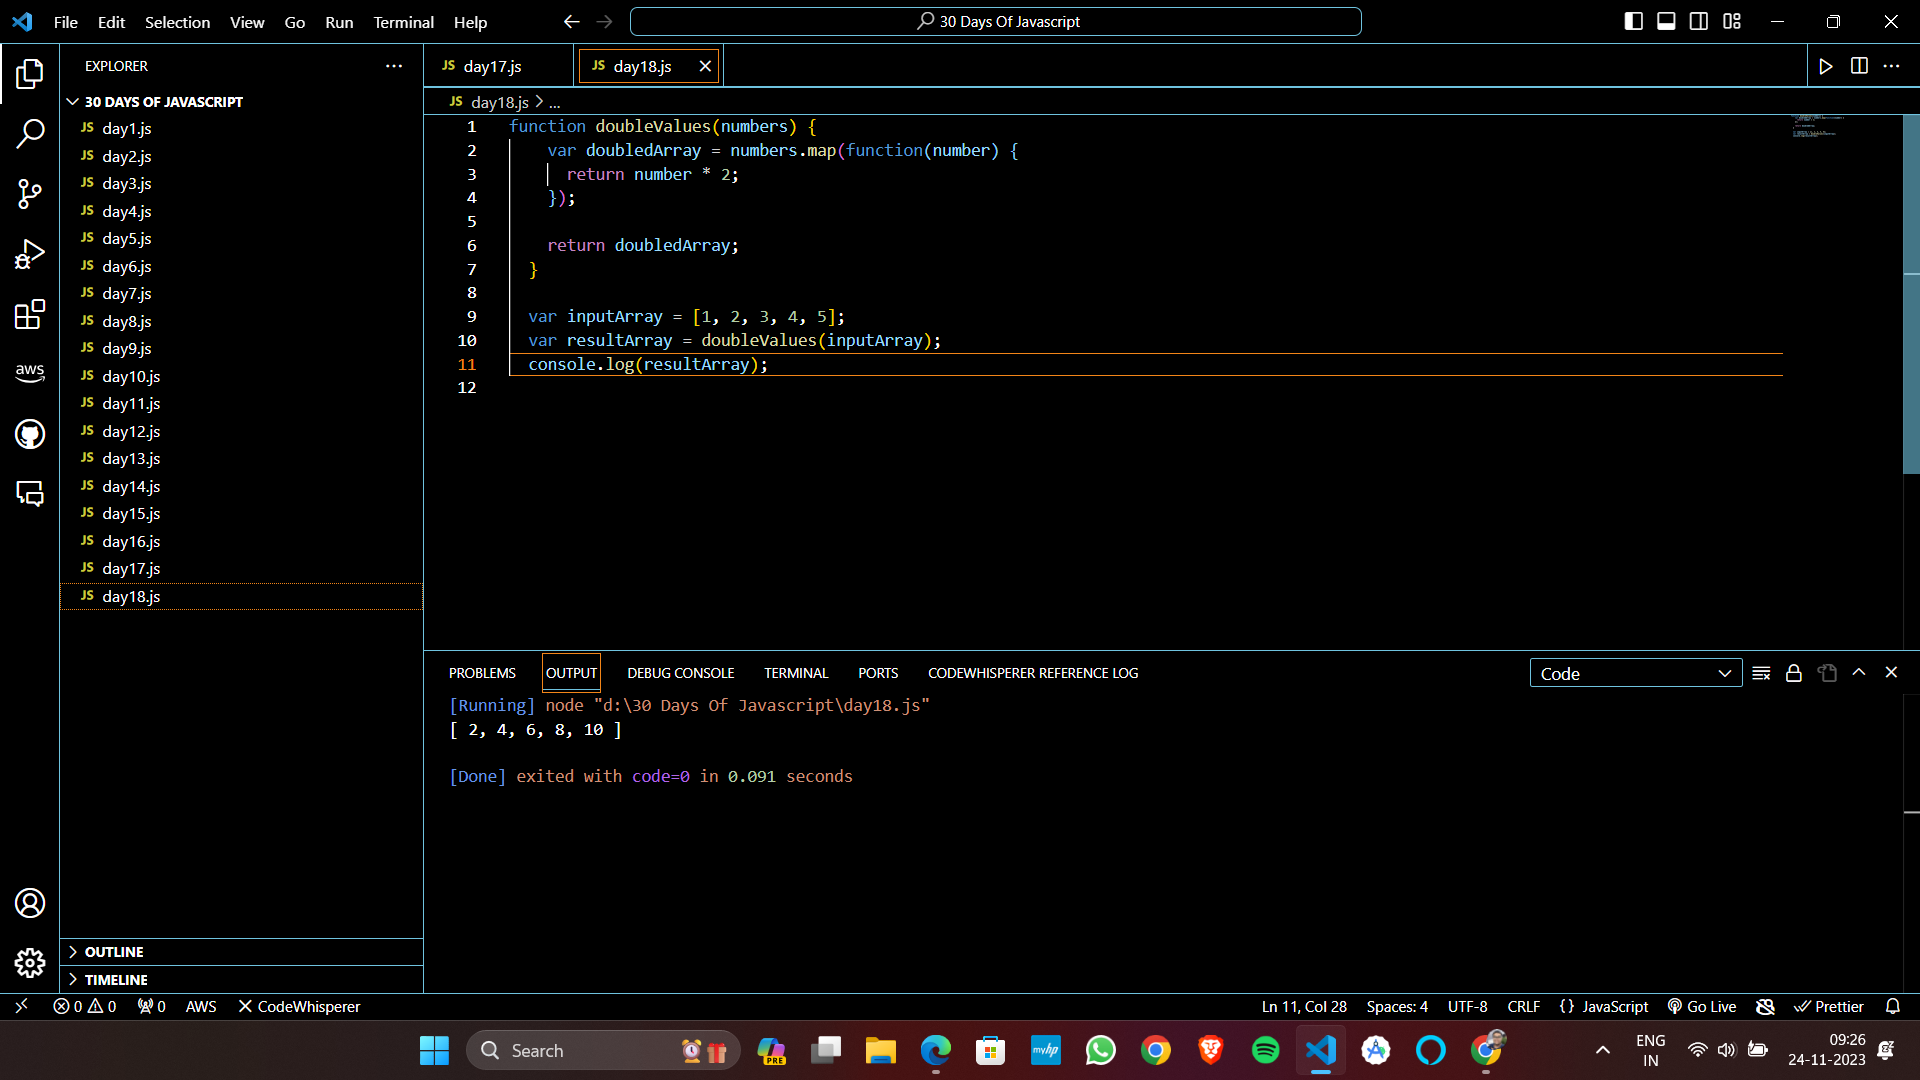 File Edit Selection View Go Run Terminal Help
30 Days Of Javascript
EXPLORER
30 DAYS OF JAVASCRIPT
JS day1.js
JS day2.js
JS day3.js
JS day4.js
JS day5.js
JS day6.js
JS day7.js
JS day8.js
JS day9.js
JS day10.js
JS day11.js
JS day12.js
JS day13.js
JS day14.js
JS day15.js
JS day16.js
JS day17.js
JS day18.js
OUTLINE
TIMELINE
aws
JS day17.js
JS day18.js
JS day18.js > ...
1 function doubleValues(numbers) {
2 var doubledArray = numbers.map(function(number) {
3 return number * 2;
4 });
5
6 return doubledArray;
7 }
8
9 var inputArray = [1, 2, 3, 4, 5];
10 var resultArray = doubleValues(inputArray);
11 console.log(resultArray);
12
PROBLEMS OUTPUT DEBUG CONSOLE TERMINAL PORTS CODEWHISPERER REFERENCE LOG
Code
[Running] node "d:\30 Days Of Javascript\day18.js"
[ 2, 4, 6, 8, 10 ]
[Done] exited with code=0 in 0.091 seconds
0 0 0 AWS CodeWhisperer
Ln 11, Col 28 Spaces: 4 UTF-8 CRLF {} JavaScript Go Live Prettier
Search
PRE
myhp
ENG
IN
09:26
24-11-2023